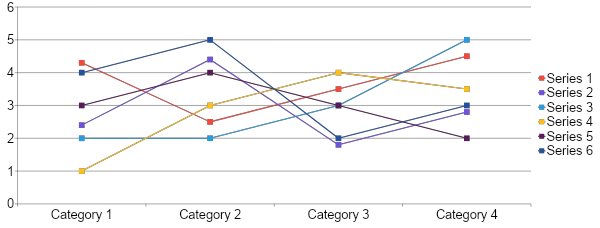 6
5
4
3
2
1
0
Category 1 Category 2 Category 3 Category 4
Series 1
Series 2
Series 3
Series 4
Series 5
Series 6